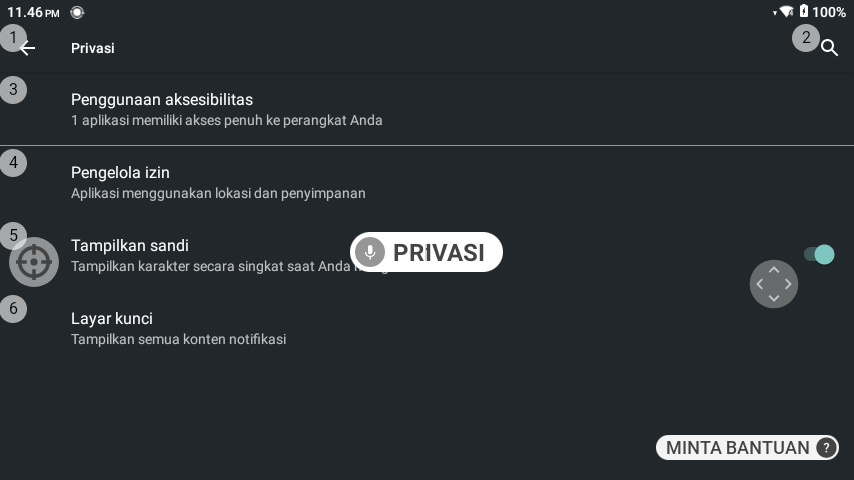 11.46 PM
100%
1
Privasi
2
3
Penggunaan aksesibilitas
1 aplikasi memiliki akses penuh ke perangkat Anda
4
Pengelola izin
Aplikasi menggunakan lokasi dan penyimpanan
5
Tampilkan sandi
Tampilkan karakter secara singkat saat Anda
PRIVASI
6
Layar kunci
Tampilkan semua konten notifikasi
MINTA BANTUAN ?